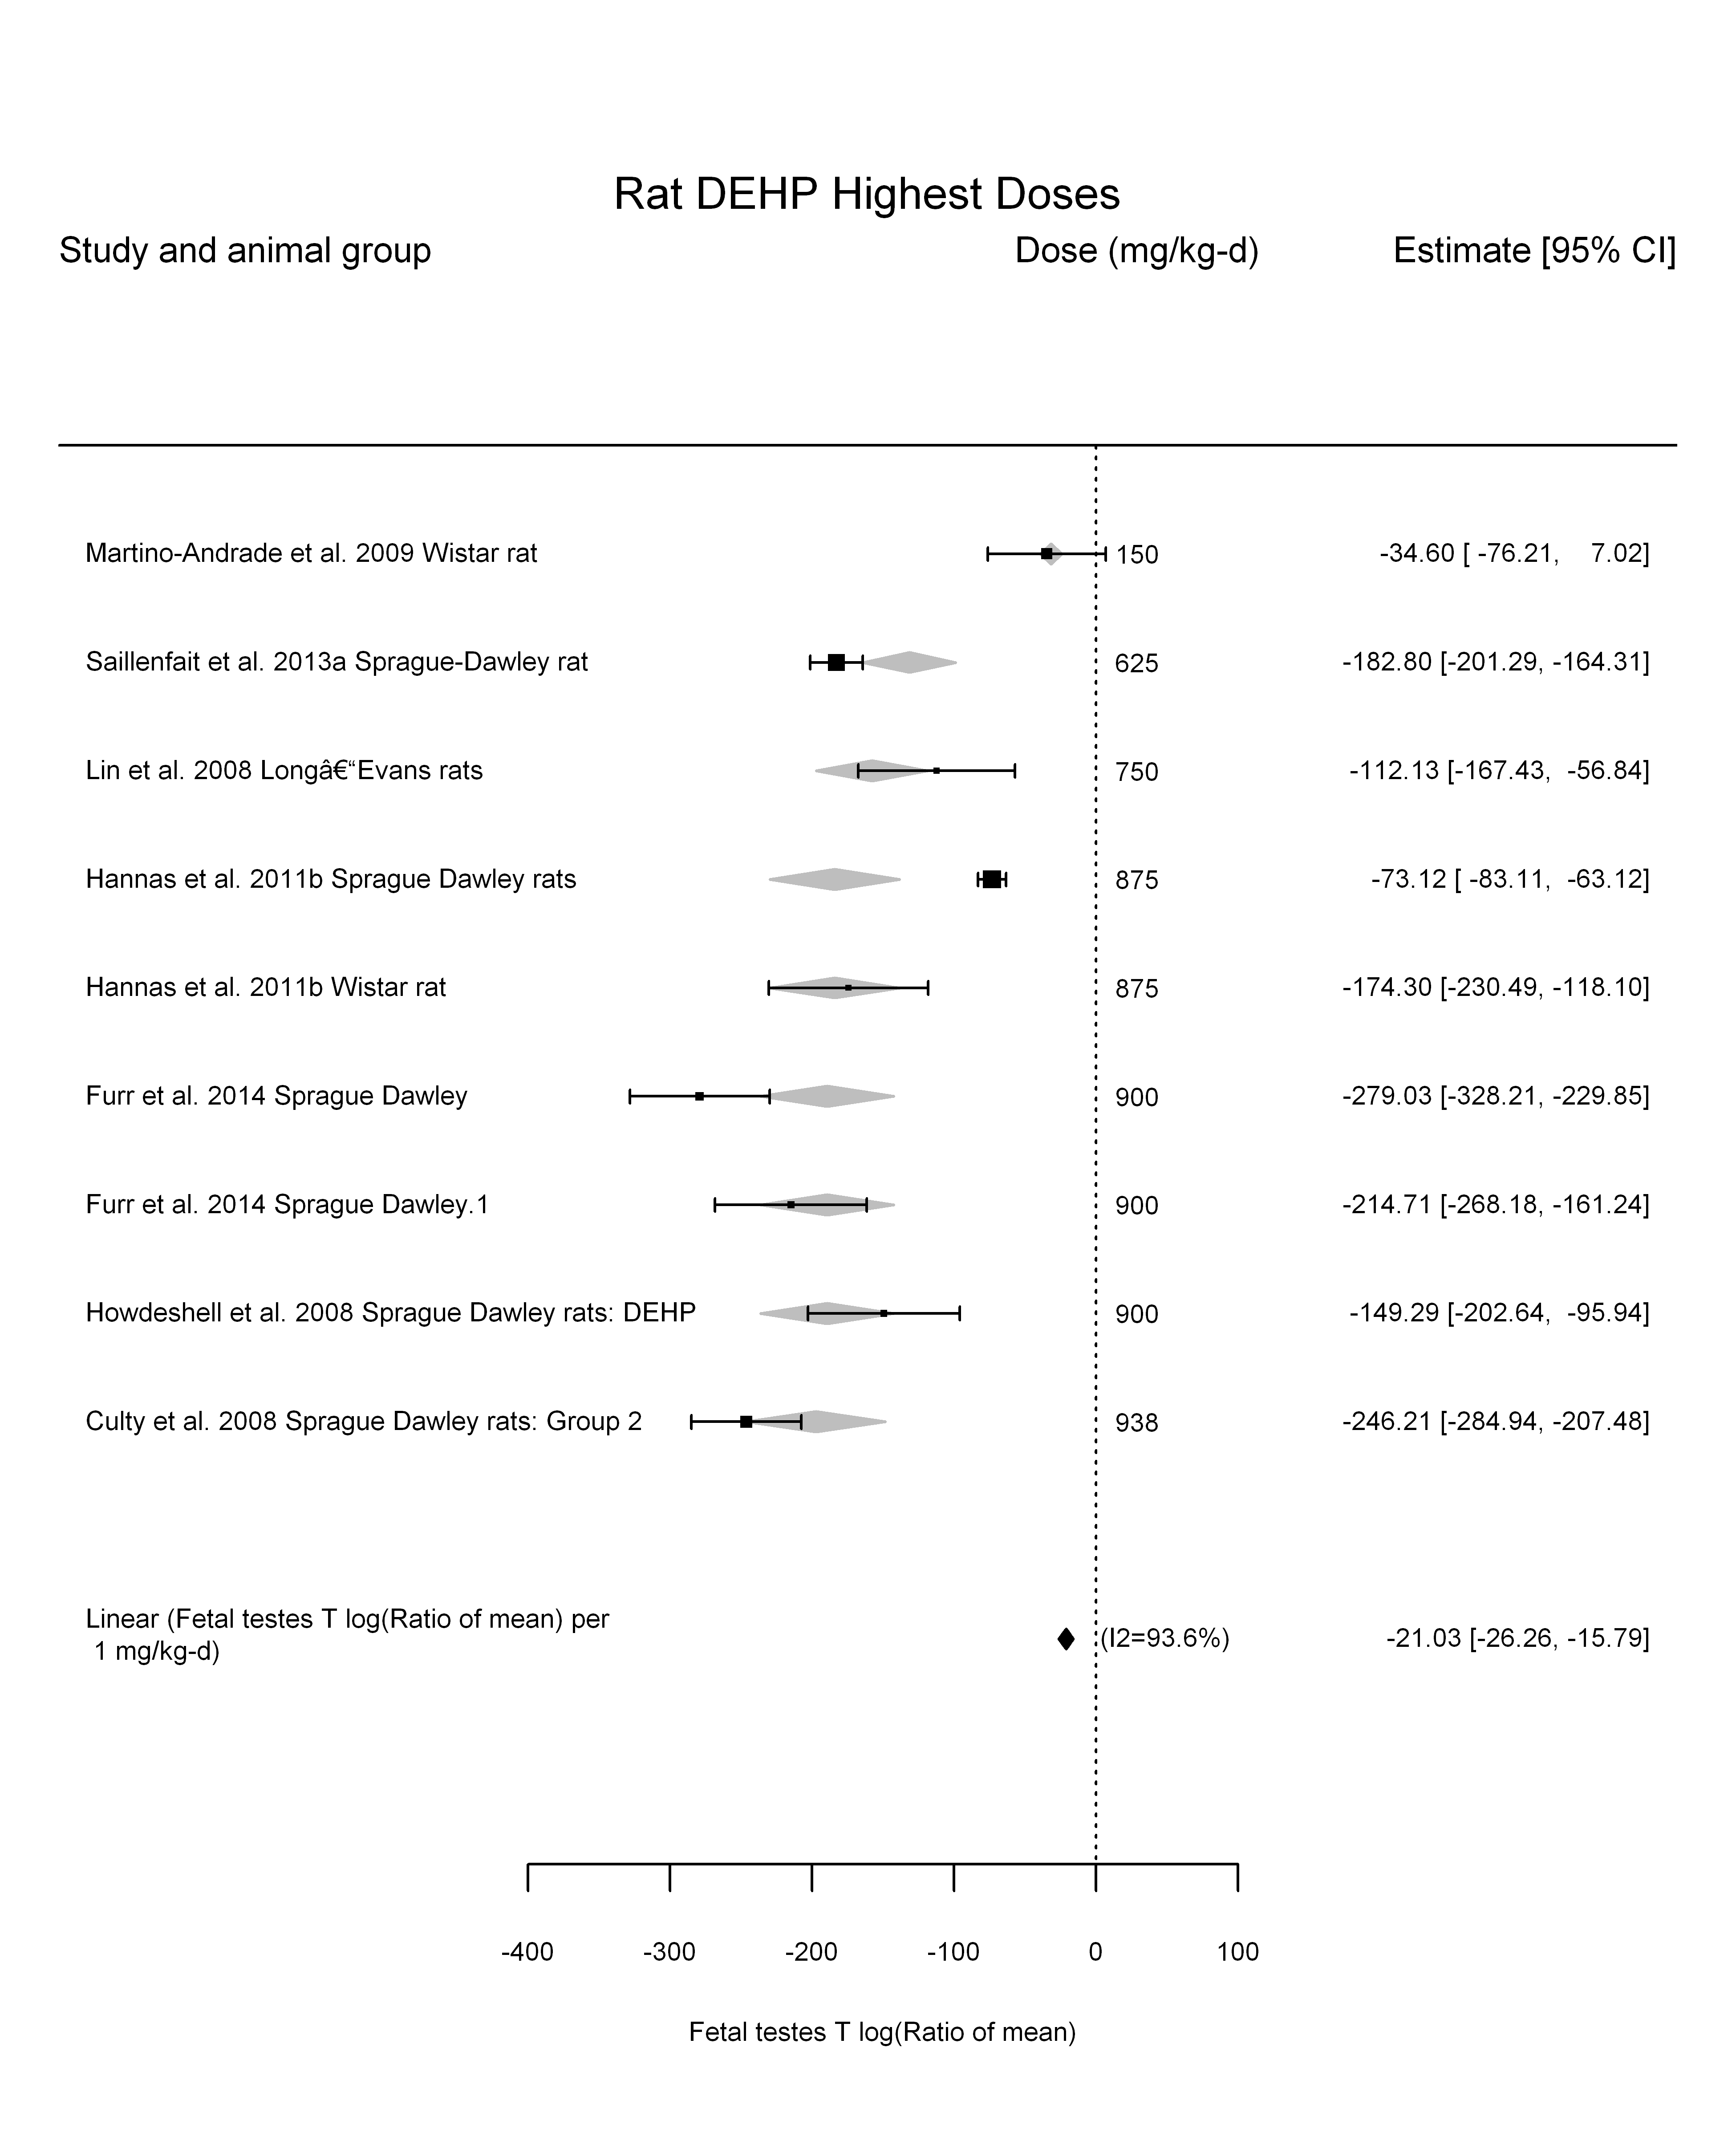 Rat DEHP Highest Doses
Study and animal group Dose (mg/kg-d) Estimate [95% CI]
Martino-Andrade et al. 2009 Wistar rat 150 -34.60 [ -76.21, 7.02]
Saillenfait et al. 2013a Sprague-Dawley rat 625 -182.80 [-201.29, -164.31]
Lin et al. 2008 Longâ€“Evans rats 750 -112.13 [-167.43, -56.84]
Hannas et al. 2011b Sprague Dawley rats 875 -73.12 [ -83.11, -63.12]
Hannas et al. 2011b Wistar rat 875 -174.30 [-230.49, -118.10]
Furr et al. 2014 Sprague Dawley 900 -279.03 [-328.21, -229.85]
Furr et al. 2014 Sprague Dawley.1 900 -214.71 [-268.18, -161.24]
Howdeshell et al. 2008 Sprague Dawley rats: DEHP 900 -149.29 [-202.64, -95.94]
Culty et al. 2008 Sprague Dawley rats: Group 2 938 -246.21 [-284.94, -207.48]
Linear (Fetal testes T log(Ratio of mean) per
1 mg/kg-d)
(I2=93.6%) -21.03 [-26.26, -15.79]
-400 -300 -200 -100 0 100
Fetal testes T log(Ratio of mean)